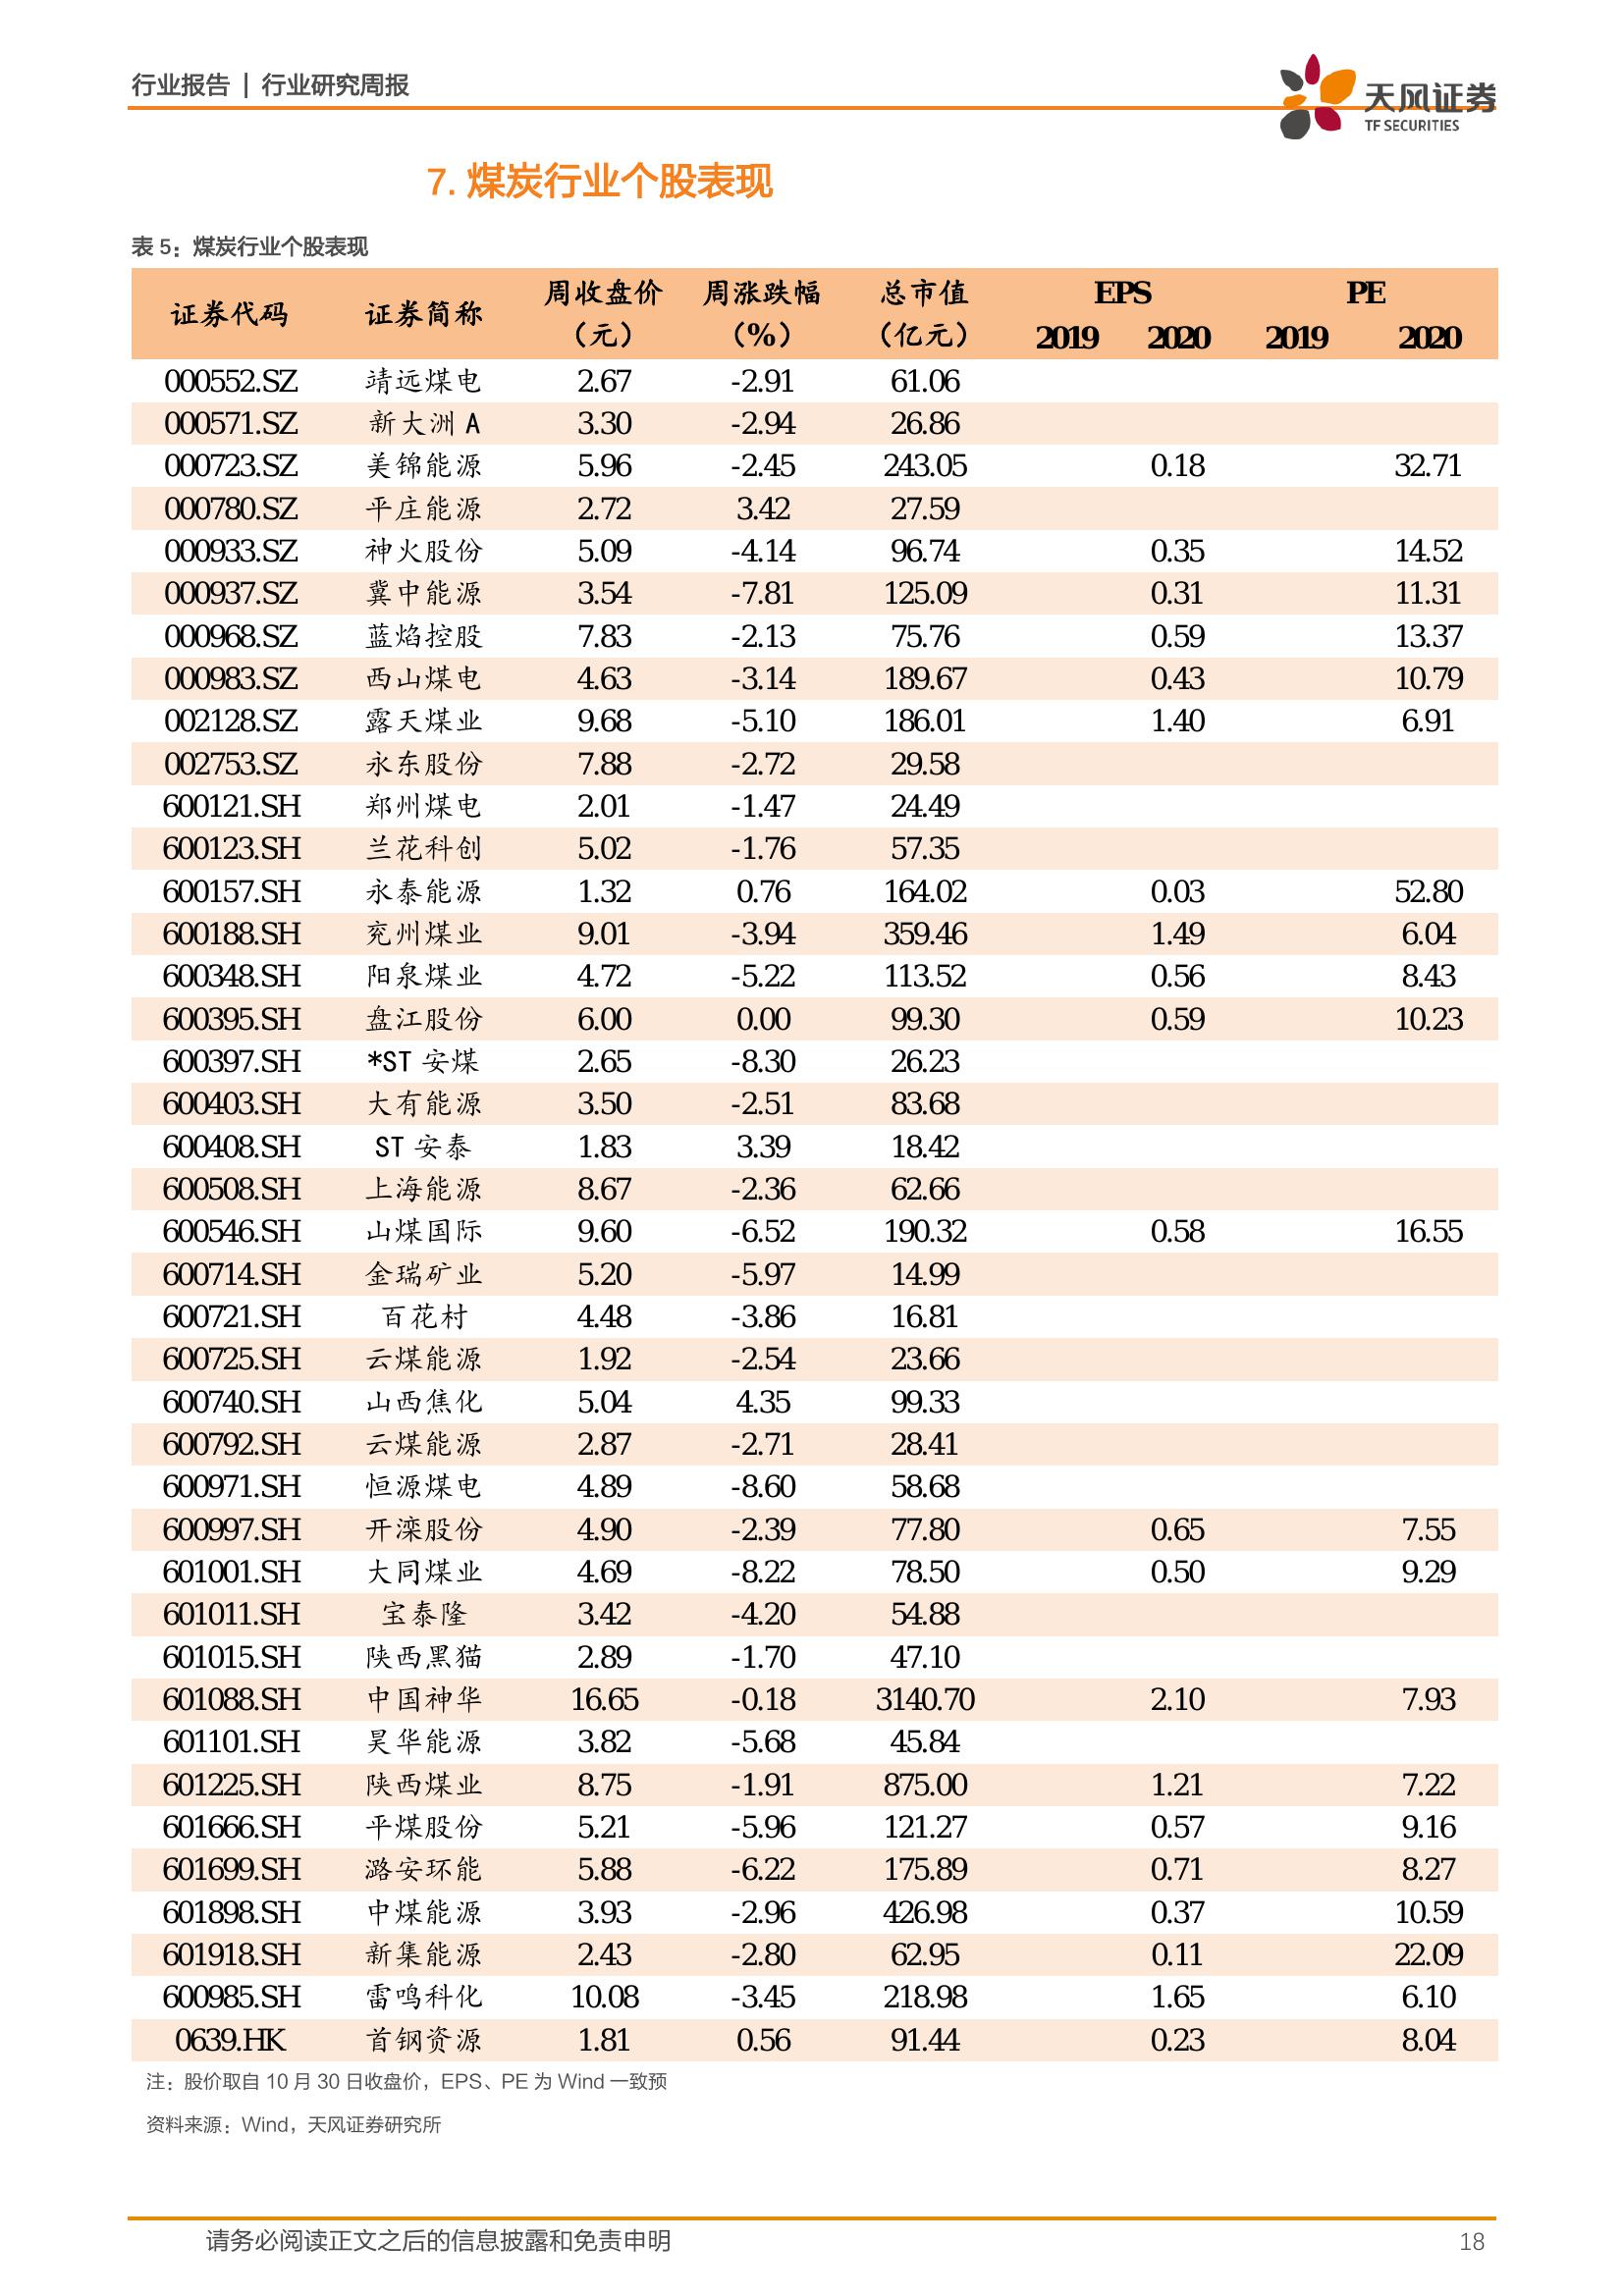 行业报告 | 行业研究周报
天风证券
TF SECURITIES
7. 煤炭行业个股表现
表 5：煤炭行业个股表现
证券代码 证券简称 周收盘价（元） 周涨跌幅（%） 总市值（亿元） EPS PE
2019 2020 2019 2020
000552.SZ 靖远煤电 2.67 -2.91 61.06
000571.SZ 新大洲 A 3.30 -2.94 26.86
000723.SZ 美锦能源 5.96 -2.45 243.05 0.18 32.71
000780.SZ 平庄能源 2.72 3.42 27.59
000933.SZ 神火股份 5.09 -4.14 96.74 0.35 14.52
000937.SZ 冀中能源 3.54 -7.81 125.09 0.31 11.31
000968.SZ 蓝焰控股 7.83 -2.13 75.76 0.59 13.37
000983.SZ 西山煤电 4.63 -3.14 189.67 0.43 10.79
002128.SZ 露天煤业 9.68 -5.10 186.01 1.40 6.91
002753.SZ 永东股份 7.88 -2.72 29.58
600121.SH 郑州煤电 2.01 -1.47 24.49
600123.SH 兰花科创 5.02 -1.76 57.35
600157.SH 永泰能源 1.32 0.76 164.02 0.03 52.80
600188.SH 兖州煤业 9.01 -3.94 359.46 1.49 6.04
600348.SH 阳泉煤业 4.72 -5.22 113.52 0.56 8.43
600395.SH 盘江股份 6.00 0.00 99.30 0.59 10.23
600397.SH *ST 安煤 2.65 -8.30 26.23
600403.SH 大有能源 3.50 -2.51 83.68
600408.SH ST 安泰 1.83 3.39 18.42
600508.SH 上海能源 8.67 -2.36 62.66
600546.SH 山煤国际 9.60 -6.52 190.32 0.58 16.55
600714.SH 金瑞矿业 5.20 -5.97 14.99
600721.SH 百花村 4.48 -3.86 16.81
600725.SH 云煤能源 1.92 -2.54 23.66
600740.SH 山西焦化 5.04 4.35 99.33
600792.SH 云煤能源 2.87 -2.71 28.41
600971.SH 恒源煤电 4.89 -8.60 58.68
600997.SH 开滦股份 4.90 -2.39 77.80 0.65 7.55
601001.SH 大同煤业 4.69 -8.22 78.50 0.50 9.29
601011.SH 宝泰隆 3.42 -4.20 54.88
601015.SH 陕西黑猫 2.89 -1.70 47.10
601088.SH 中国神华 16.65 -0.18 3140.70 2.10 7.93
601101.SH 昊华能源 3.82 -5.68 45.84
601225.SH 陕西煤业 8.75 -1.91 875.00 1.21 7.22
601666.SH 平煤股份 5.21 -5.96 121.27 0.57 9.16
601699.SH 潞安环能 5.88 -6.22 175.89 0.71 8.27
601898.SH 中煤能源 3.93 -2.96 426.98 0.37 10.59
601918.SH 新集能源 2.43 -2.80 62.95 0.11 22.09
600985.SH 雷鸣科化 10.08 -3.45 218.98 1.65 6.10
0639.HK 首钢资源 1.81 0.56 91.44 0.23 8.04
注：股价取自 10 月 30 日收盘价，EPS、PE 为 Wind 一致预
资料来源：Wind，天风证券研究所
请务必阅读正文之后的信息披露和免责申明 18